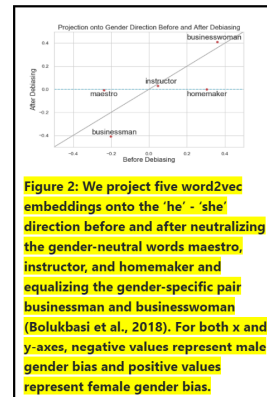 Projection onto Gender Direction Before and After Debiasing
businesswoman
0.4
0.2
instructor
0.0
maestro
homemaker
−0.2
businessman
−0.4
−0.4
−0.2
0.0
0.2
0.4
After Debiasing
Before Debiasing
Figure 2: We project five word2vec
embeddings onto the 'he' - 'she'
direction before and after neutralizing
the gender-neutral words maestro,
instructor, and homemaker and
equalizing the gender-specific pair
businessman and businesswoman
(Bolukbasi et al., 2018). For both x and
y-axes, negative values represent male
gender bias and positive values
represent female gender bias.